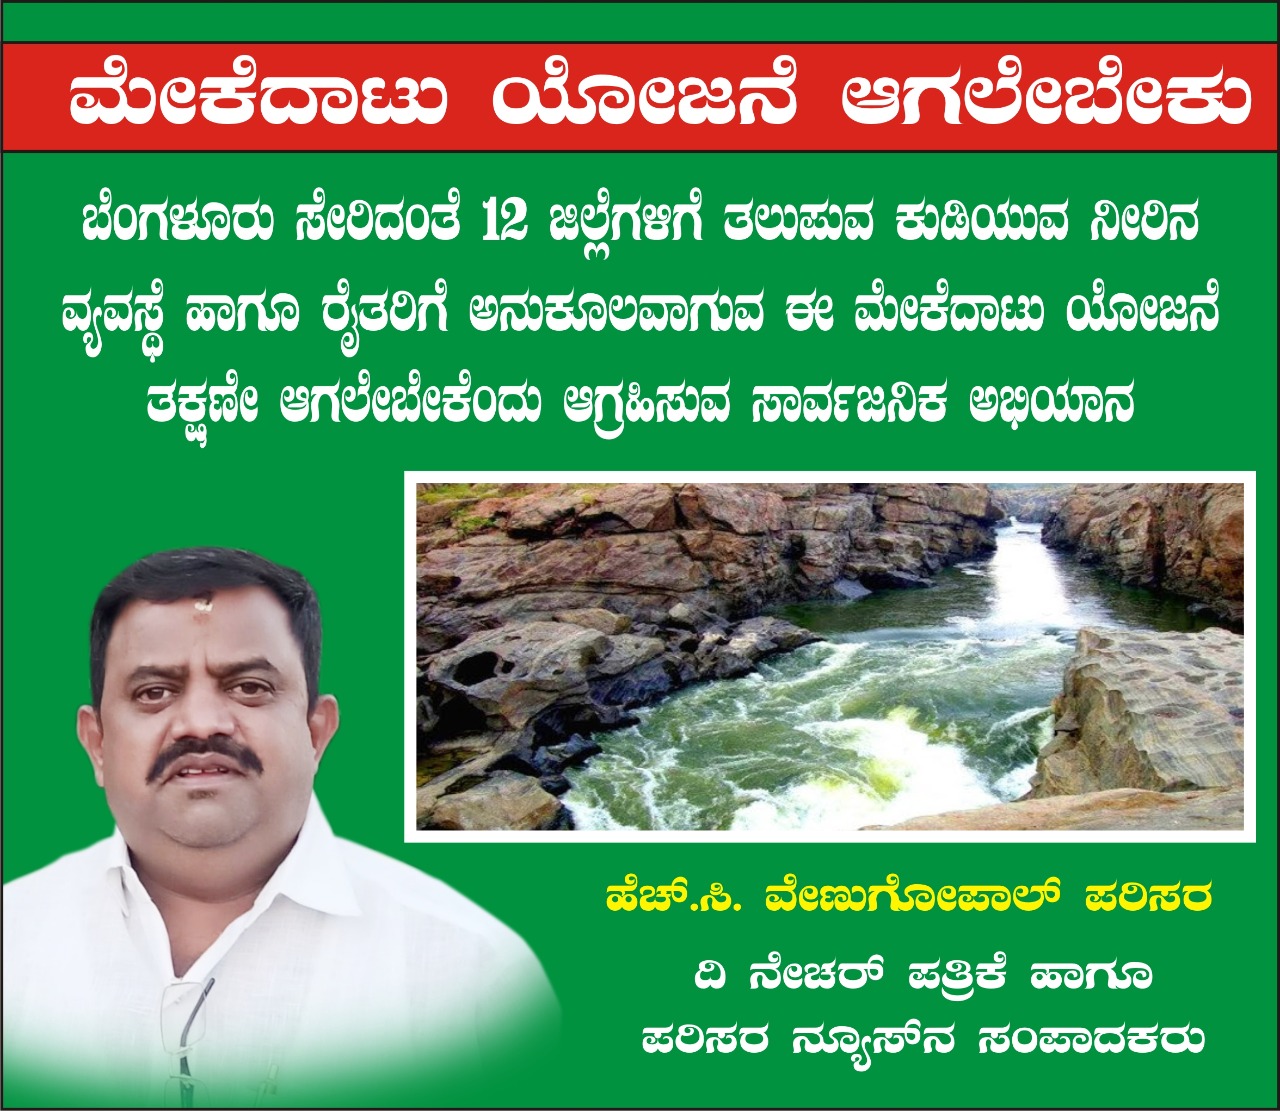 ಮೇಕೆದಾಟು ಯೋಜನೆ ಆಗಲೇಬೇಕು
ಬೆಂಗಳೂರು ಸೇರಿದಂತೆ 12 ಜಿಲ್ಲೆಗಳಿಗೆ ತಲುಪುವ ಕುಡಿಯುವ ನೀರಿನ
ವ್ಯವಸ್ಥೆ ಹಾಗೂ ರೈತರಿಗೆ ಅನುಕೂಲವಾಗುವ ಈ ಮೇಕೆದಾಟು ಯೋಜನೆ
ತಕ್ಷಣೇ ಆಗಲೇಬೇಕೆಂದು ಆಗ್ರಹಿಸುವ ಸಾರ್ವಜನಿಕ ಅಭಿಯಾನ
ಹೆಚ್.ಸಿ. ವೇಣುಗೋಪಾಲ್ ಪರಿಸರ
ದಿ ನೇಚರ್ ಪತ್ರಿಕೆ ಹಾಗೂ
ಪರಿಸರ ನ್ಯೂಸ್‌ನ ಸಂಪಾದಕರು